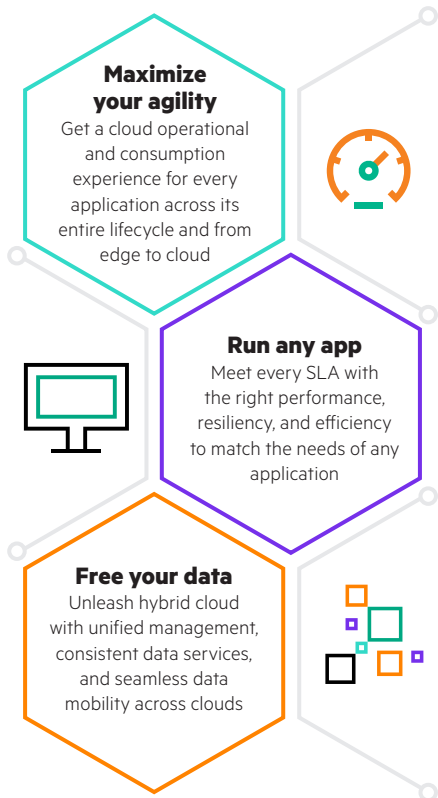 Maximize
your agility
Get a cloud operational
and consumption
experience for every
application across its
entire lifecycle and from
edge to cloud
Run any app
Meet every SLA with
the right performance,
resiliency, and efficiency
to match the needs of any
application
Free your data
Unleash hybrid cloud
with unified management,
consistent data services,
and seamless data
mobility across clouds